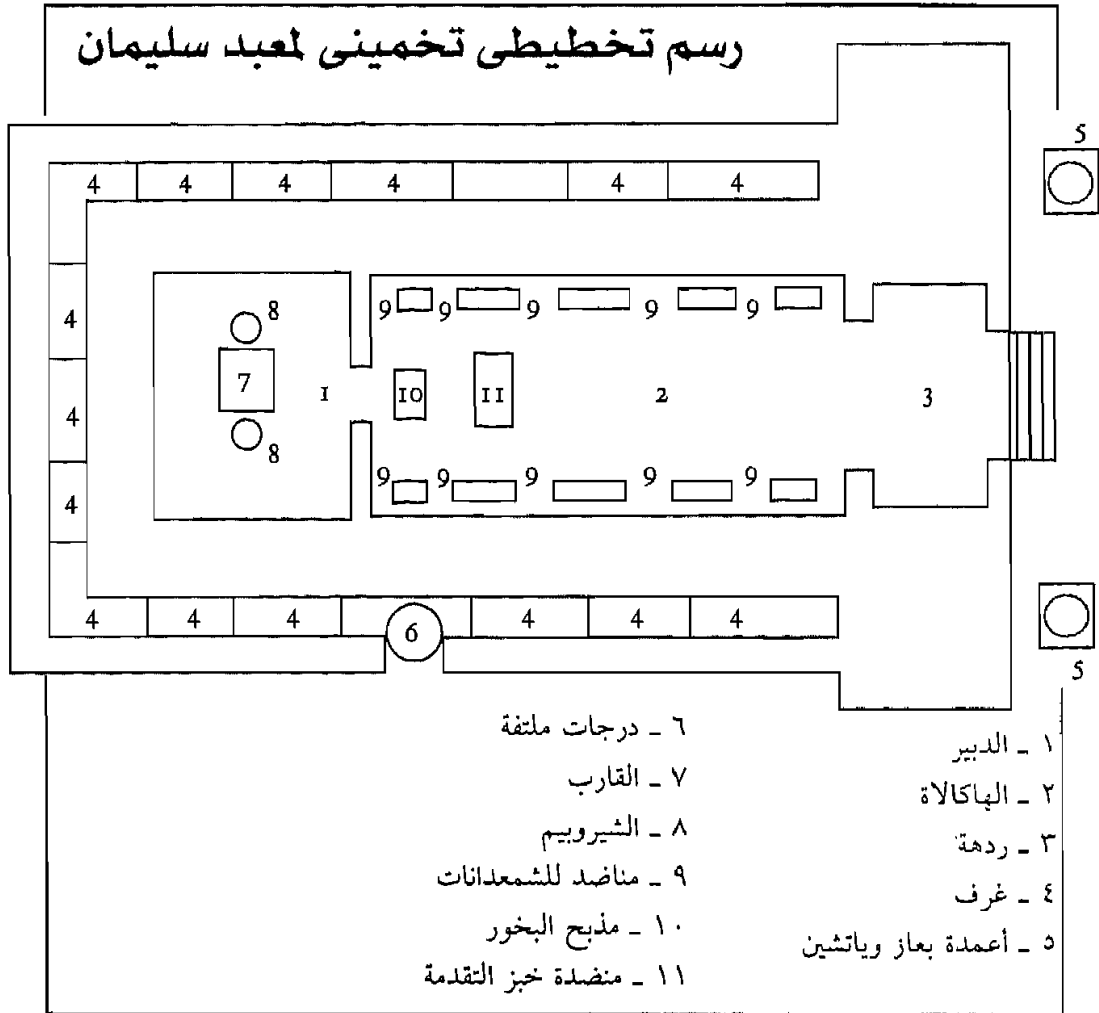 رسم تخطيطى تخمينى لمعبد سليمان
5
4 4 4 4 4 4
9 9 9 9 9
8
4
7 1 10 11 2 3
4
8
9 9 9 9 9
4
4 4 4 6 4 4 4
5
١ ـ الدبير
٢ ـ الهاكالاة
٣ ـ ردهة
٤ ـ غرف
٥ ـ أعمدة بعاز وياتشين
٦ ـ درجات ملتفة
٧ ـ القارب
٨ ـ الشيروبيم
٩ ـ مناضد للشمعدانات
١٠ ـ مذبح البخور
١١ ـ منضدة خبز التقدمة